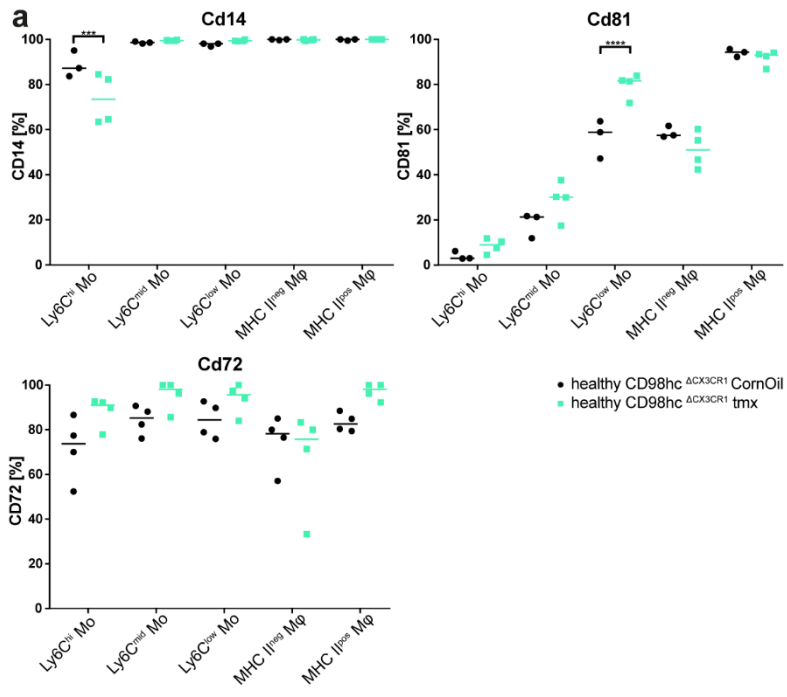 a
Cd14
CD14 [%]
100
80
60
40
20
0
***
Ly6Cʰⁱ Mo
Ly6Cᵐⁱᵈ Mo
Ly6Cˡᵒʷ Mo
MHC IIⁿᵉᵍ Mφ
MHC IIᵖᵒˢ Mφ
Cd81
CD81 [%]
100
80
60
40
20
0
****
Ly6Cʰⁱ Mo
Ly6Cᵐⁱᵈ Mo
Ly6Cˡᵒʷ Mo
MHC IIⁿᵉᵍ Mφ
MHC IIᵖᵒˢ Mφ
Cd72
CD72 [%]
100
80
60
40
20
0
Ly6Cʰⁱ Mo
Ly6Cᵐⁱᵈ Mo
Ly6Cˡᵒʷ Mo
MHC IIⁿᵉᵍ Mφ
MHC IIᵖᵒˢ Mφ
healthy CD98hc ΔCX3CR1 CornOil
healthy CD98hc ΔCX3CR1 tmx